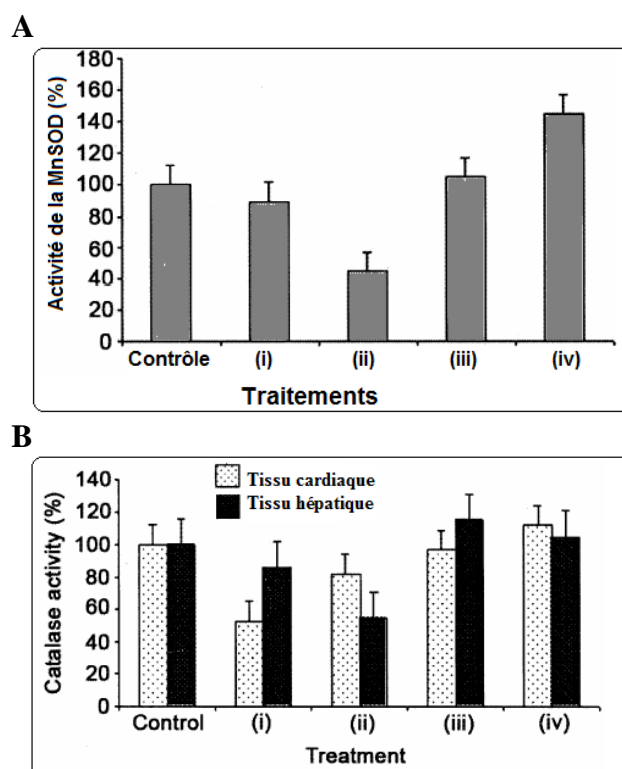 A
Activité de la MnSOD (%)
180
160
140
120
100
80
60
40
20
0
Contrôle (i) (ii) (iii) (iv)
Traitements
B
Catalase activity (%)
140
120
100
80
60
40
20
0
Tissu cardiaque
Tissu hépatique
Control (i) (ii) (iii) (iv)
Treatment